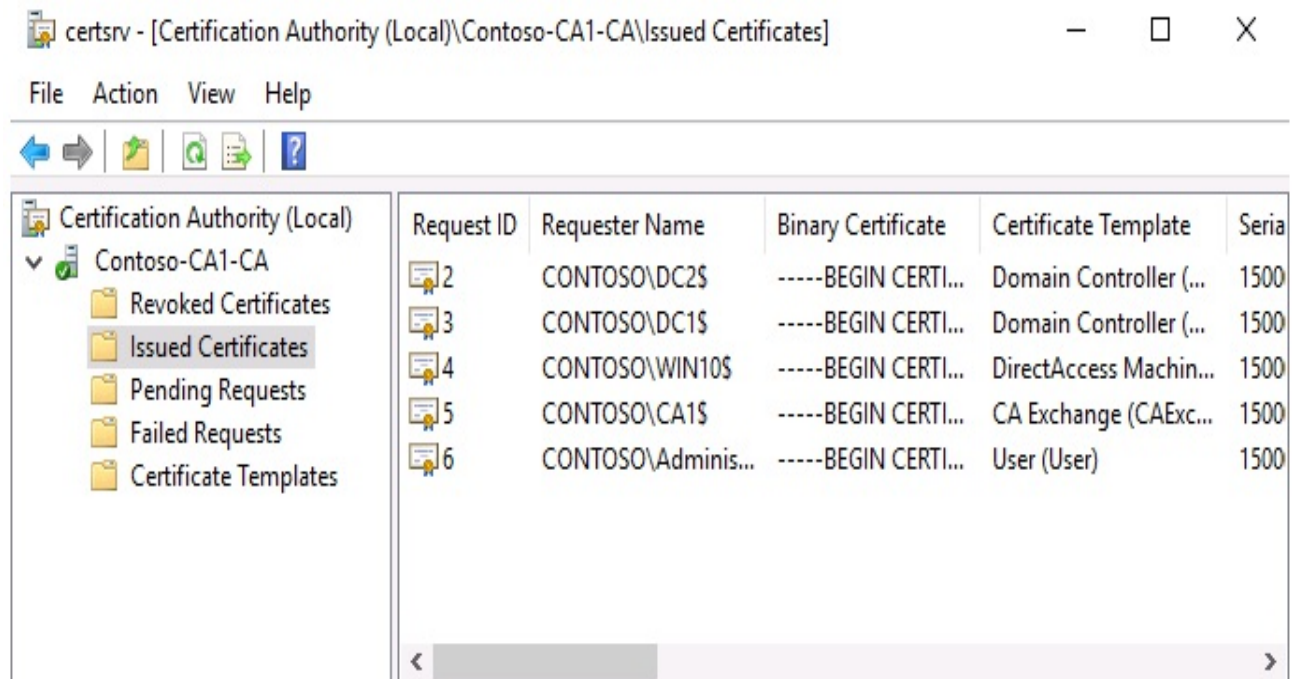 certsrv - [Certification Authority (Local)\Contoso-CA1-CA\Issued Certificates]
File Action View Help
Certification Authority (Local)
Contoso-CA1-CA
Revoked Certificates
Issued Certificates
Pending Requests
Failed Requests
Certificate Templates
Request ID Requester Name Binary Certificate Certificate Template Seria
2 CONTOSO\DC2$ -----BEGIN CERTI... Domain Controller (... 1500
3 CONTOSO\DC1$ -----BEGIN CERTI... Domain Controller (... 1500
4 CONTOSO\WIN10$ -----BEGIN CERTI... DirectAccess Machin... 1500
5 CONTOSO\CA1$ -----BEGIN CERTI... CA Exchange (CAExc... 1500
6 CONTOSO\Adminis... -----BEGIN CERTI... User (User) 1500